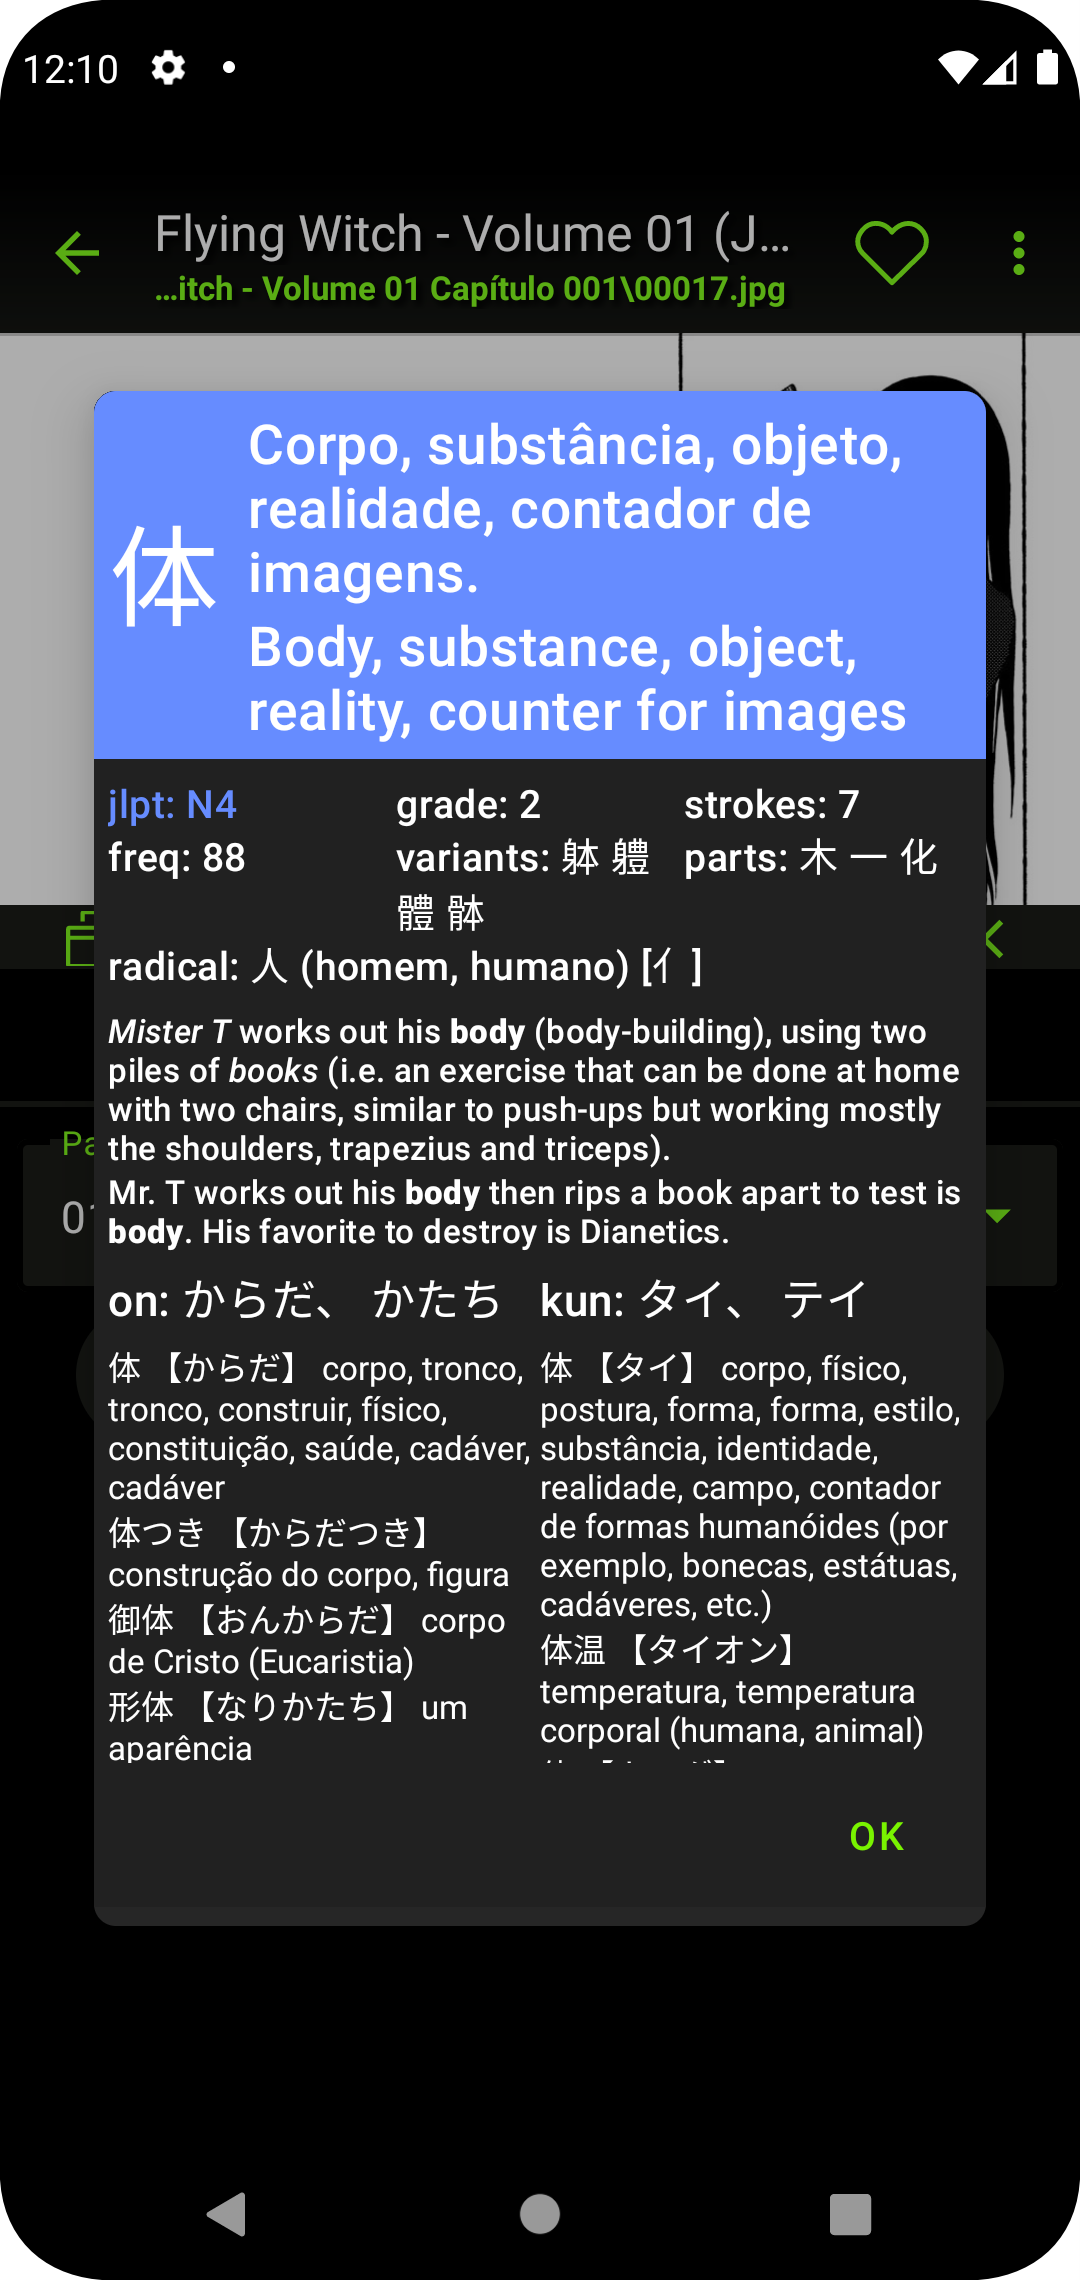 12:10
Flying Witch - Volume 01 (J...
...itch - Volume 01 Capítulo 001\00017.jpg
体
Corpo, substância, objeto,
realidade, contador de
imagens.
Body, substance, object,
reality, counter for images
jlpt: N4 grade: 2 strokes: 7
freq: 88 variants: 躰 軆 parts: 木 一 化
體 骵
radical: 人 (homem, humano) [亻]
Mister T works out his body (body-building), using two
piles of books (i.e. an exercise that can be done at home
with two chairs, similar to push-ups but working mostly
the shoulders, trapezius and triceps).
Mr. T works out his body then rips a book apart to test is
body. His favorite to destroy is Dianetics.
Pa
01
on: からだ、 かたち
体 【からだ】 corpo, tronco,
tronco, construir, físico,
constituição, saúde, cadáver,
cadáver
体つき 【からだつき】
construção do corpo, figura
御体 【おんからだ】 corpo
de Cristo (Eucaristia)
形体 【なりかたち】 um
aparência
kun: タイ、 テイ
体 【タイ】 corpo, físico,
postura, forma, forma, estilo,
substância, identidade,
realidade, campo, contador
de formas humanóides (por
exemplo, bonecas, estátuas,
cadáveres, etc.)
体温 【タイオン】
temperatura, temperatura
corporal (humana, animal)
OK